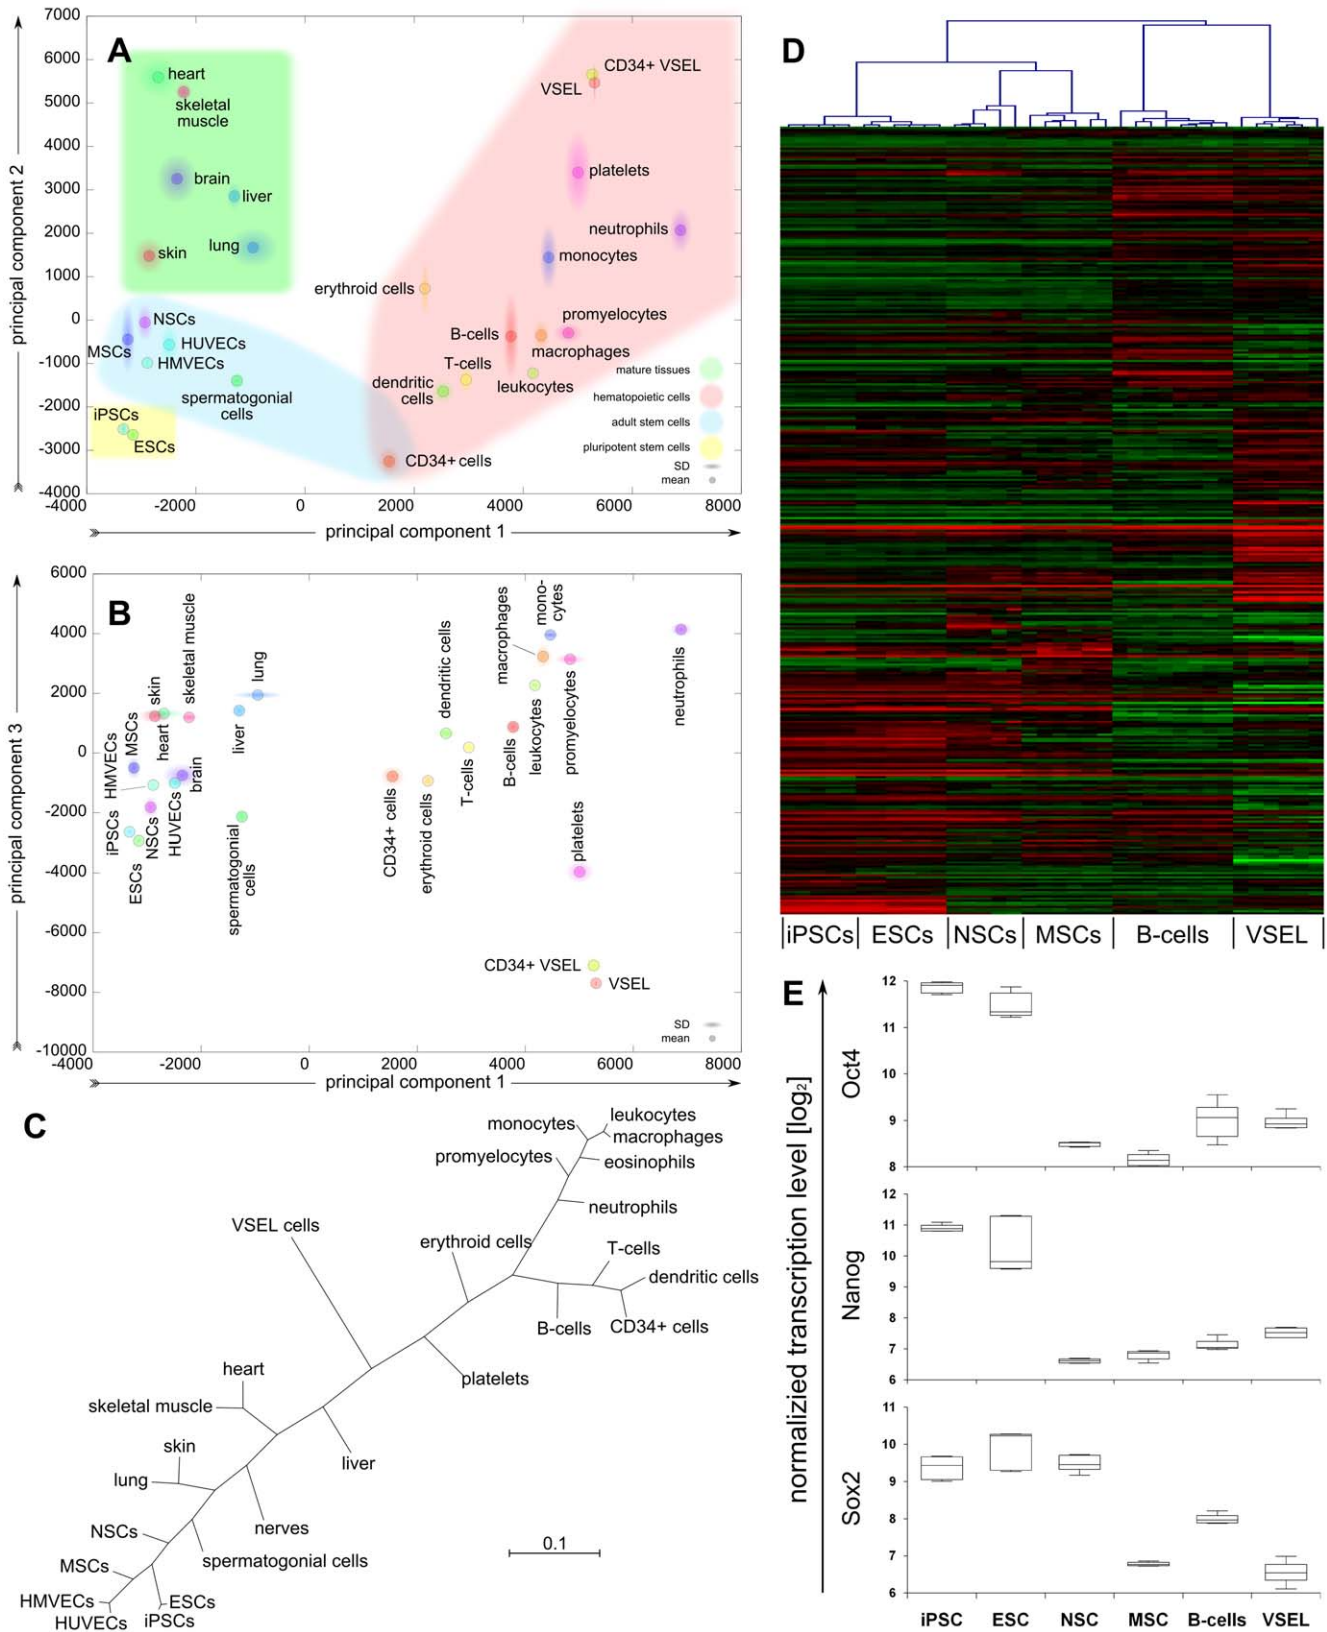 A
principal component 2
7000
6000
5000
4000
3000
2000
1000
0
-1000
-2000
-3000
-4000
heart
skeletal
muscle
brain
liver
lung
skin
CD34+ VSEL
VSEL
platelets
neutrophils
monocytes
erythroid cells
promyelocytes
B-cells
macrophages
T-cells
leukocytes
dendritic
cells
NSCs
MSCs
HUVECs
HMVECs
spermatogonial
cells
iPSCs
ESCs
CD34+ cells
mature tissues
hematopoietic cells
adult stem cells
pluripotent stem cells
SD
mean
-4000 -2000 0 2000 4000 6000 8000
principal component 1
B
principal component 3
6000
4000
2000
0
-2000
-4000
-6000
-8000
-10000
HMVECs
MSCs
skin
heart
skeletal muscle
brain
iPSCs
ESCs
NSCs
HUVECs
liver
lung
spermatogonial
cells
CD34+ cells
erythroid cells
dendritic cells
T-cells
B-cells
macrophages
leukocytes
mono-
cytes
promyelocytes
platelets
neutrophils
CD34+ VSEL
VSEL
SD
mean
-4000 -2000 0 2000 4000 6000 8000
principal component 1
C
monocytes
leukocytes
macrophages
promyelocytes
eosinophils
neutrophils
VSEL cells
erythroid cells
T-cells
dendritic cells
B-cells
CD34+ cells
platelets
heart
skeletal muscle
liver
skin
lung
nerves
NSCs
spermatogonial cells
MSCs
HMVECs
HUVECs
ESCs
iPSCs
0.1
D
iPSCs ESCs NSCs MSCs B-cells VSEL
E
normalizied transcription level [log2]
Oct4
12
11
10
9
8
Nanog
12
11
10
9
8
7
6
Sox2
11
10
9
8
7
6
iPSC ESC NSC MSC B-cells VSEL